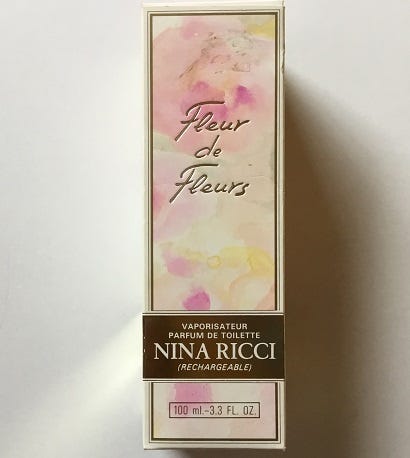 Fleur
de
Fleurs
VAPORISATEUR
PARFUM DE TOILETTE
NINA RICCI
(RECHARGEABLE)
100 ml.-3.3 FL. OZ.